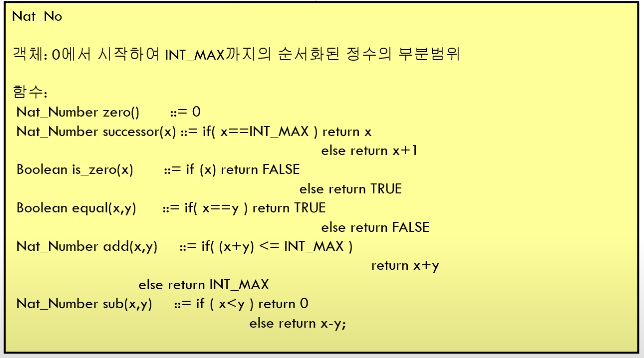 Nat_No
객체: 0에서 시작하여 INT_MAX까지의 순서화된 정수의 부분범위
함수:
Nat_Number zero() ::= 0
Nat_Number successor(x) ::= if( x==INT_MAX ) return x
else return x+1
Boolean is_zero(x) ::= if (x) return FALSE
else return TRUE
Boolean equal(x,y) ::= if( x==y ) return TRUE
else return FALSE
Nat_Number add(x,y) ::= if( (x+y) <= INT_MAX )
return x+y
else return INT_MAX
Nat_Number sub(x,y) ::= if ( x<y ) return 0
else return x-y;